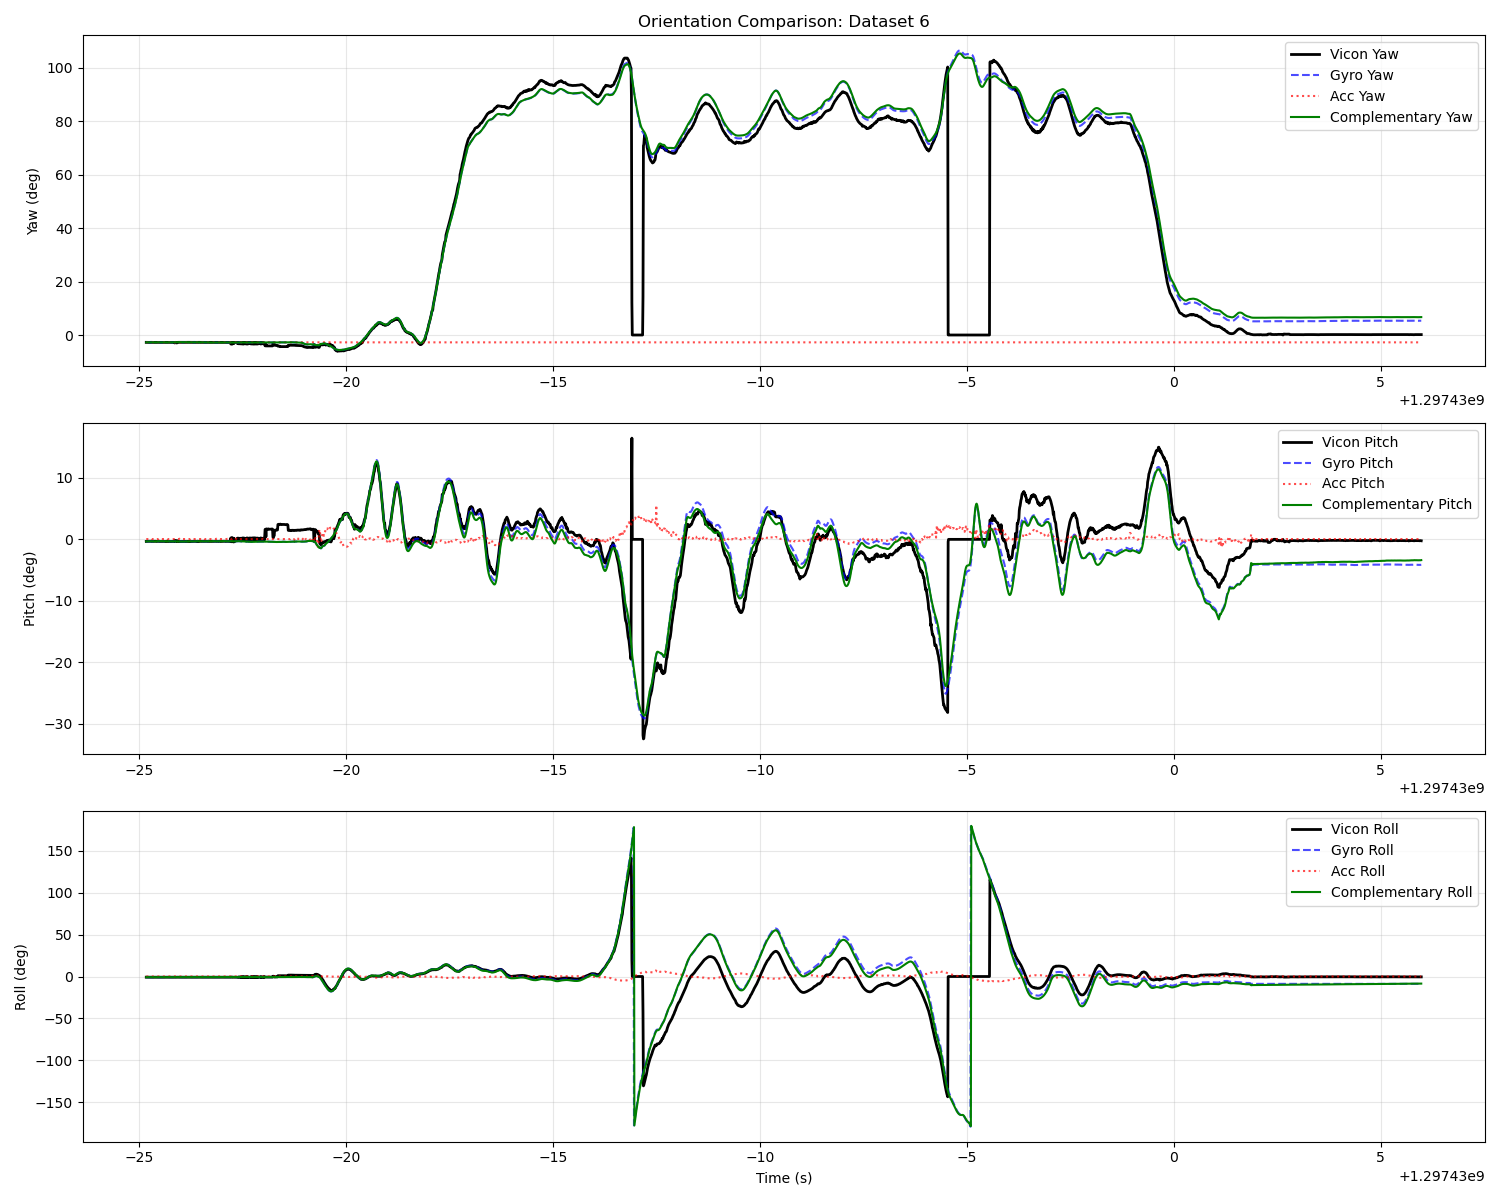 Orientation Comparison: Dataset 6
Yaw (deg)
100
80
60
40
20
0
Vicon Yaw
Gyro Yaw
Acc Yaw
Complementary Yaw
−25 −20 −15 −10 −5 0 5
+1.29743e9
Pitch (deg)
10
0
−10
−20
−30
Vicon Pitch
Gyro Pitch
Acc Pitch
Complementary Pitch
−25 −20 −15 −10 −5 0 5
+1.29743e9
Roll (deg)
150
100
50
0
−50
−100
−150
Vicon Roll
Gyro Roll
Acc Roll
Complementary Roll
−25 −20 −15 −10 −5 0 5
Time (s)
+1.29743e9